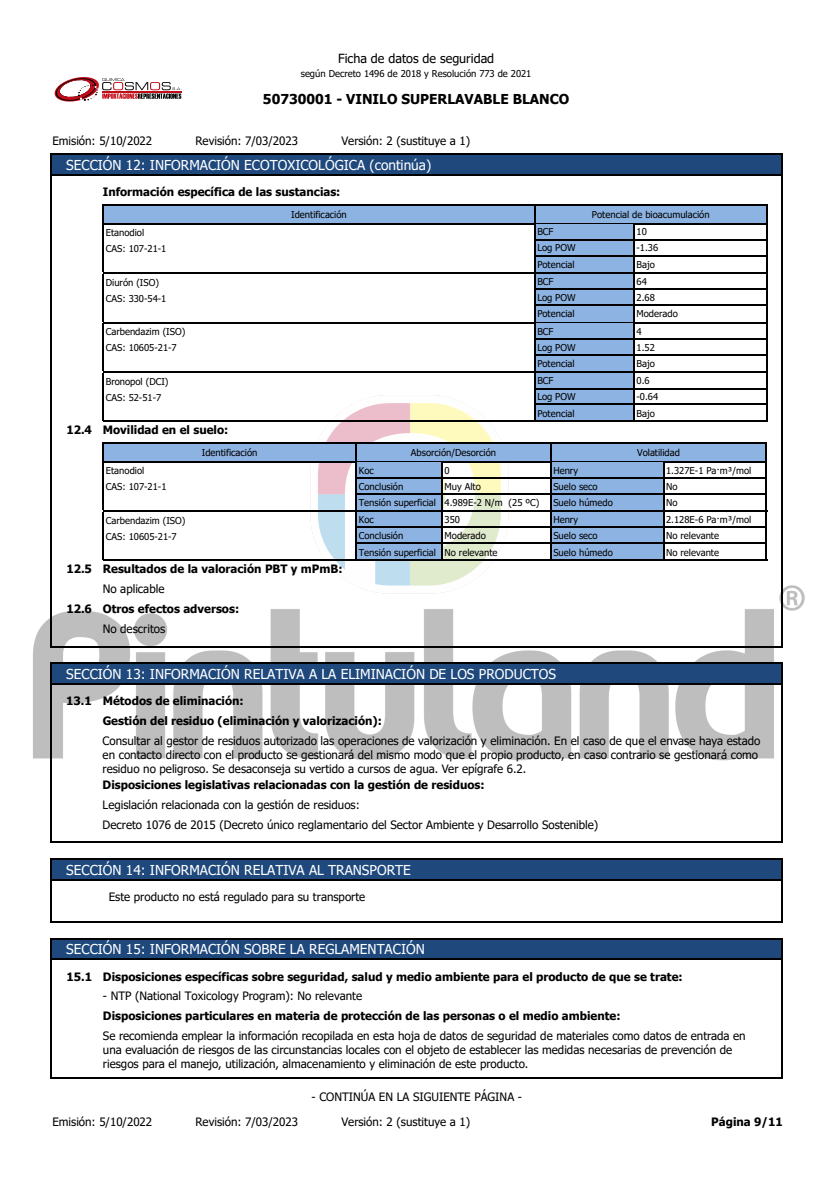 Ficha de datos de seguridad
según Decreto 1496 de 2018 y Resolución 773 de 2021
QUIMICA
COSMOS S.A.
IMPORTACIONES REPRESENTACIONES
50730001 - VINILO SUPERLAVABLE BLANCO
Emisión: 5/10/2022 Revisión: 7/03/2023 Versión: 2 (sustituye a 1)
SECCIÓN 12: INFORMACIÓN ECOTOXICOLÓGICA (continúa)
Información específica de las sustancias:
Identificación Potencial de bioacumulación
Etanodiol BCF 10
CAS: 107-21-1 Log POW -1.36
Potencial Bajo
Diurón (ISO) BCF 64
CAS: 330-54-1 Log POW 2.68
Potencial Moderado
Carbendazim (ISO) BCF 4
CAS: 10605-21-7 Log POW 1.52
Potencial Bajo
Bronopol (DCI) BCF 0.6
CAS: 52-51-7 Log POW -0.64
Potencial Bajo
12.4 Movilidad en el suelo:
Identificación Absorción/Desorción Volatilidad
Etanodiol Koc 0 Henry 1.327E-1 Pa·m³/mol
CAS: 107-21-1 Conclusión Muy Alto Suelo seco No
Tensión superficial 4.989E-2 N/m (25 ºC) Suelo húmedo No
Carbendazim (ISO) Koc 350 Henry 2.128E-6 Pa·m³/mol
CAS: 10605-21-7 Conclusión Moderado Suelo seco No relevante
Tensión superficial No relevante Suelo húmedo No relevante
12.5 Resultados de la valoración PBT y mPmB:
No aplicable
12.6 Otros efectos adversos:
No descritos
Pintuland®
SECCIÓN 13: INFORMACIÓN RELATIVA A LA ELIMINACIÓN DE LOS PRODUCTOS
13.1 Métodos de eliminación:
Gestión del residuo (eliminación y valorización):
Consultar al gestor de residuos autorizado las operaciones de valorización y eliminación. En el caso de que el envase haya estado
en contacto directo con el producto se gestionará del mismo modo que el propio producto, en caso contrario se gestionará como
residuo no peligroso. Se desaconseja su vertido a cursos de agua. Ver epígrafe 6.2.
Disposiciones legislativas relacionadas con la gestión de residuos:
Legislación relacionada con la gestión de residuos:
Decreto 1076 de 2015 (Decreto único reglamentario del Sector Ambiente y Desarrollo Sostenible)
SECCIÓN 14: INFORMACIÓN RELATIVA AL TRANSPORTE
Este producto no está regulado para su transporte
SECCIÓN 15: INFORMACIÓN SOBRE LA REGLAMENTACIÓN
15.1 Disposiciones específicas sobre seguridad, salud y medio ambiente para el producto de que se trate:
- NTP (National Toxicology Program): No relevante
Disposiciones particulares en materia de protección de las personas o el medio ambiente:
Se recomienda emplear la información recopilada en esta hoja de datos de seguridad de materiales como datos de entrada en
una evaluación de riesgos de las circunstancias locales con el objeto de establecer las medidas necesarias de prevención de
riesgos para el manejo, utilización, almacenamiento y eliminación de este producto.
- CONTINÚA EN LA SIGUIENTE PÁGINA -
Emisión: 5/10/2022 Revisión: 7/03/2023 Versión: 2 (sustituye a 1) Página 9/11